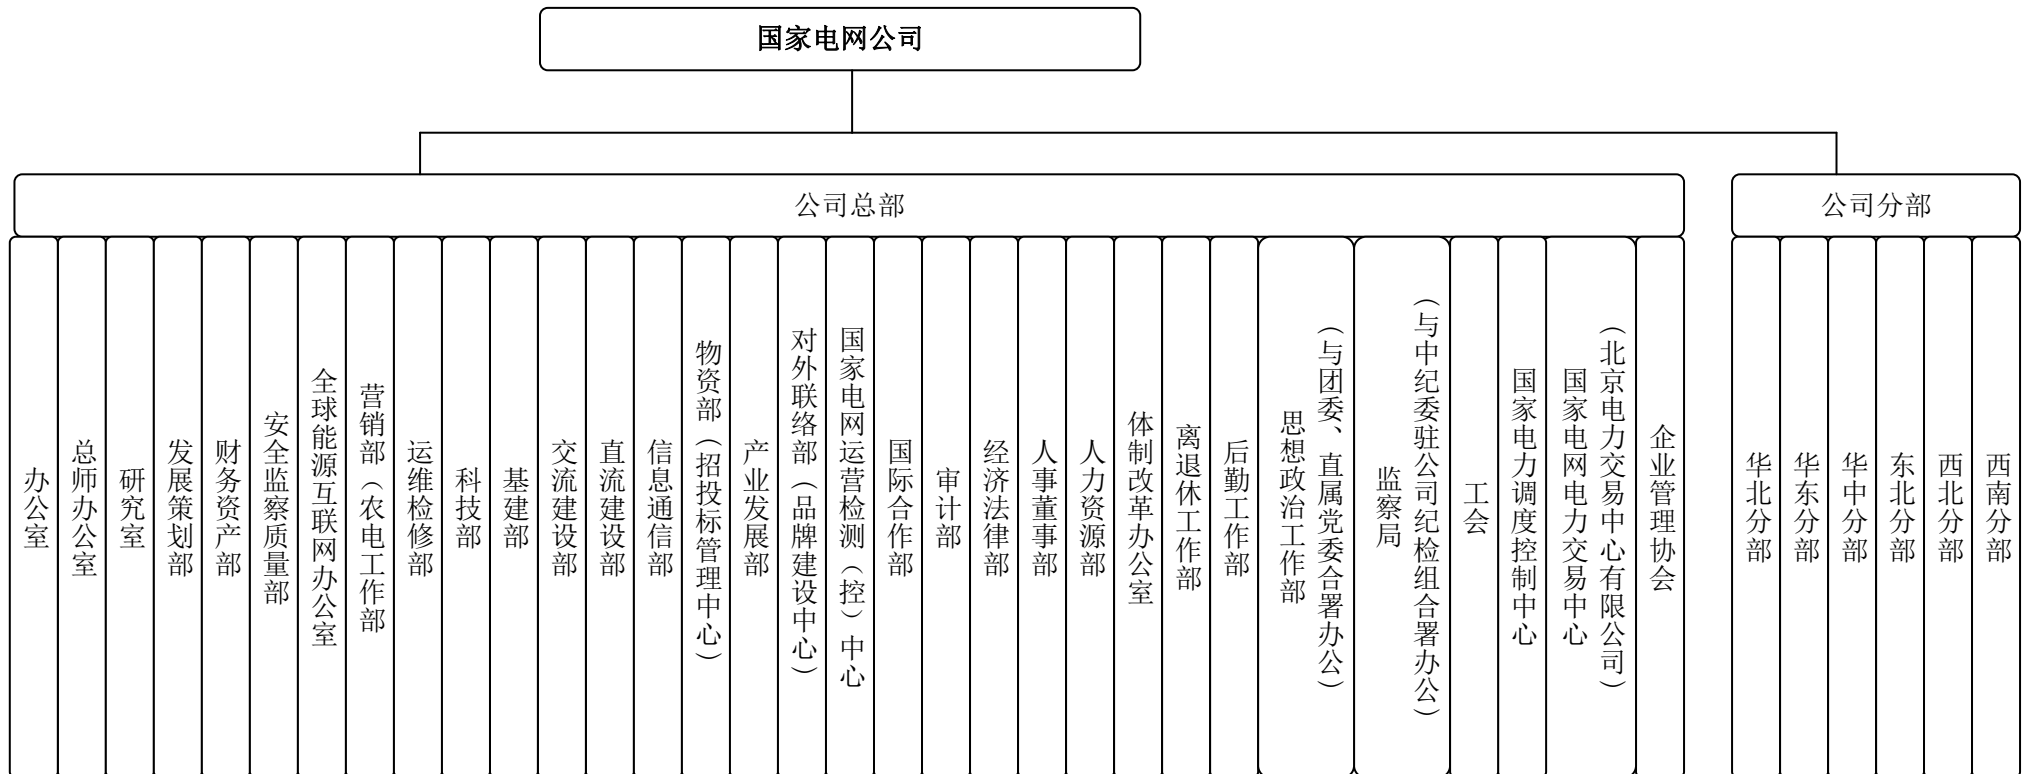 国家电网公司
公司总部
公司分部
办公室
总师办公室
研究室
发展策划部
财务资产部
安全监察质量部
全球能源互联网办公室
营销部（农电工作部
运维检修部
科技部
基建部
交流建设部
直流建设部
信息通信部
物资部（招投标管理中心）
产业发展部
对外联络部（品牌建设中心）
国家电网运营检测（控）中心
国际合作部
审计部
经济法律部
人事董事部
人力资源部
体制改革办公室
离退休工作部
后勤工作部
思想政治工作部
（与团委、直属党委合署办公）
监察局
（与中纪委驻公司纪检组合署办公）
工会
国家电力调度控制中心
国家电网电力交易中心
（北京电力交易中心有限公司）
企业管理协会
华北分部
华东分部
华中分部
东北分部
西北分部
西南分部